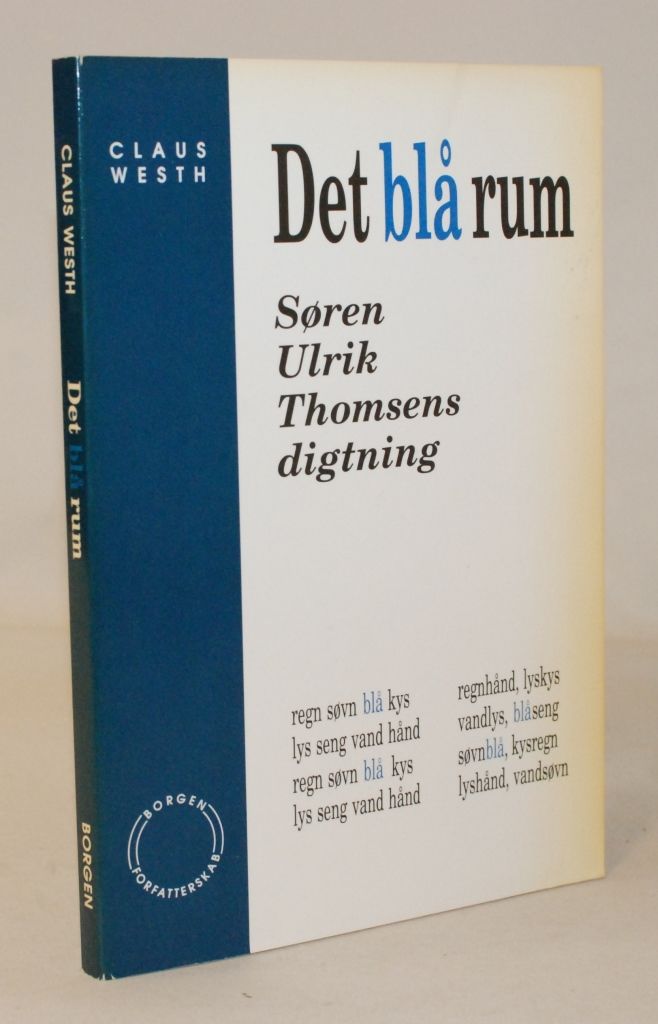 CLAUS WESTH
Det blå rum
BORGEN
CLAUS
WESTH
Det blå rum
Søren
Ulrik
Thomsens
digtning
regn søvn blå kys
lys seng vand hånd
regn søvn blå kys
lys seng vand hånd
regnhånd, lyskys
vandlys, blåseng
søvnblå, kysregn
lyshånd, vandsøvn
BORGEN
FORFATTERSKAB